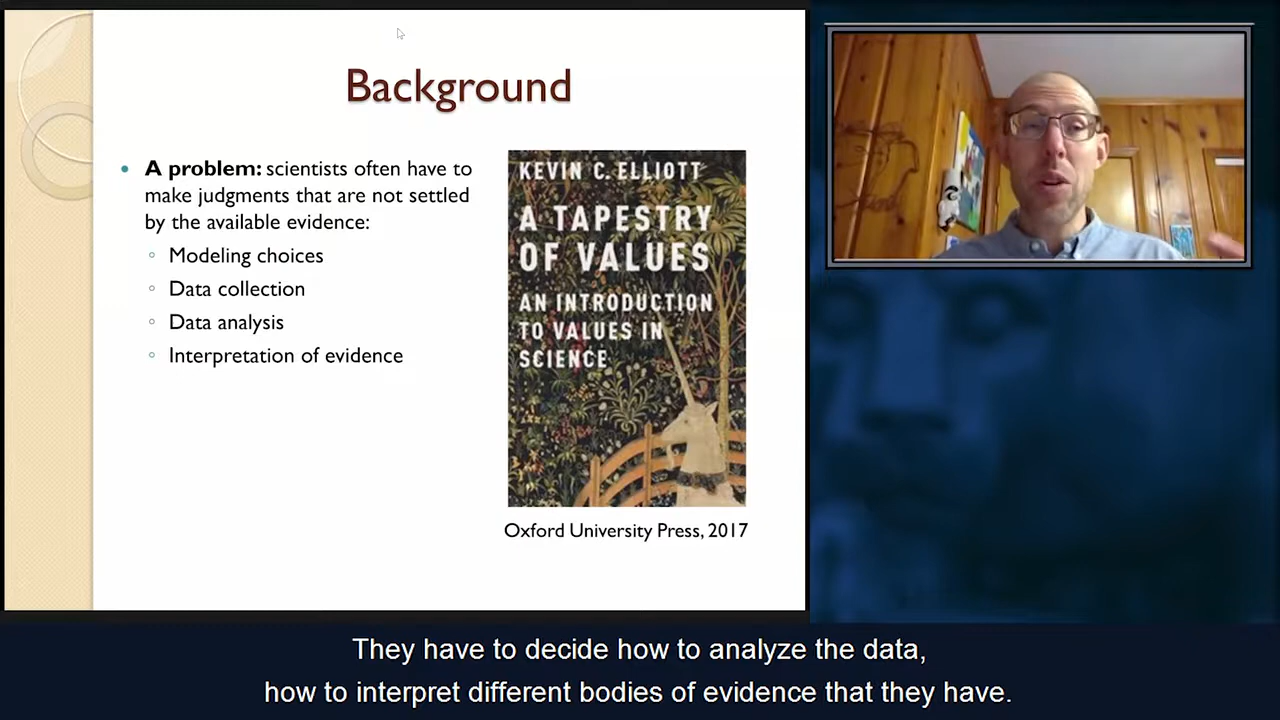 Background
• A problem: scientists often have to
make judgments that are not settled
by the available evidence:
◦ Modeling choices
◦ Data collection
◦ Data analysis
◦ Interpretation of evidence
KEVIN C. ELLIOTT
A TAPESTRY
OF VALUES
AN INTRODUCTION
TO VALUES IN
SCIENCE
Oxford University Press, 2017
They have to decide how to analyze the data,
how to interpret different bodies of evidence that they have.